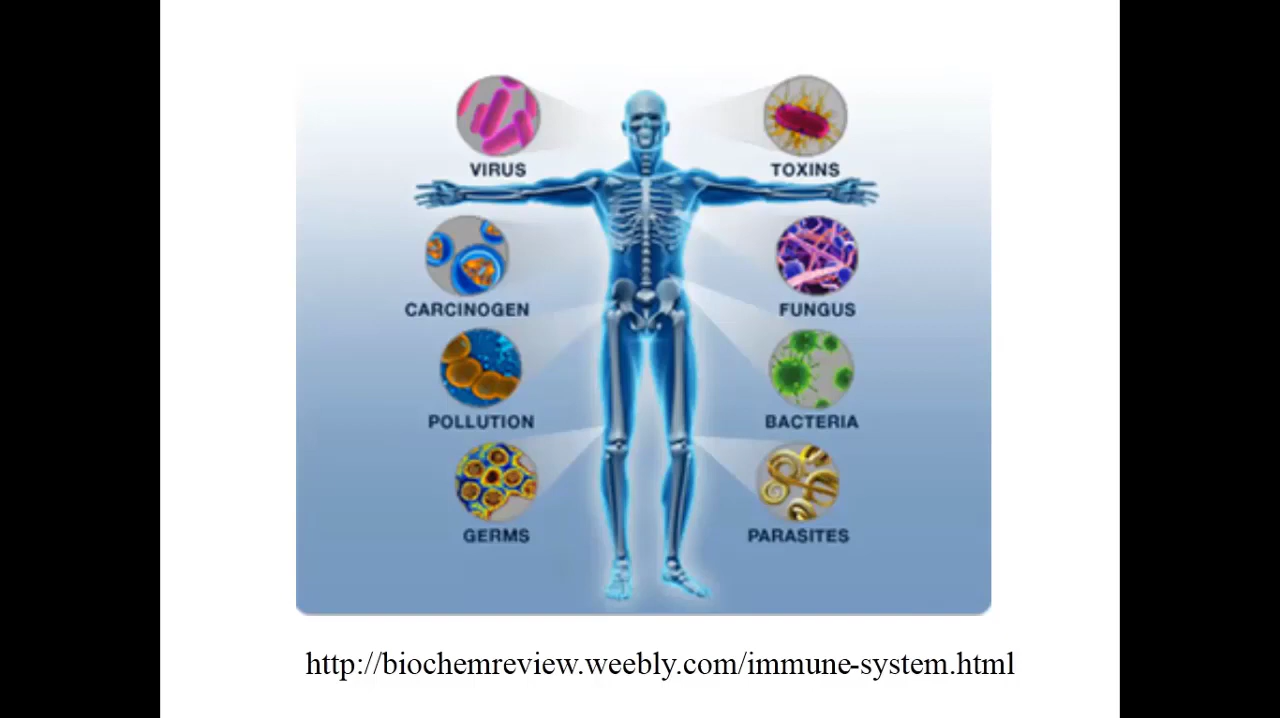 VIRUS
TOXINS
CARCINOGEN
FUNGUS
POLLUTION
BACTERIA
GERMS
PARASITES
http://biochemreview.weebly.com/immune-system.html